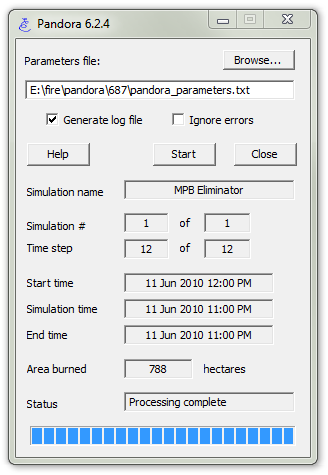 Pandora 6.2.4
Parameters file:
Browse...
E:\fire\pandora\687\pandora_parameters.txt
Generate log file Ignore errors
Help Start Close
Simulation name MPB Eliminator
Simulation # 1 of 1
Time step 12 of 12
Start time 11 Jun 2010 12:00 PM
Simulation time 11 Jun 2010 11:00 PM
End time 11 Jun 2010 11:00 PM
Area burned 788 hectares
Status Processing complete